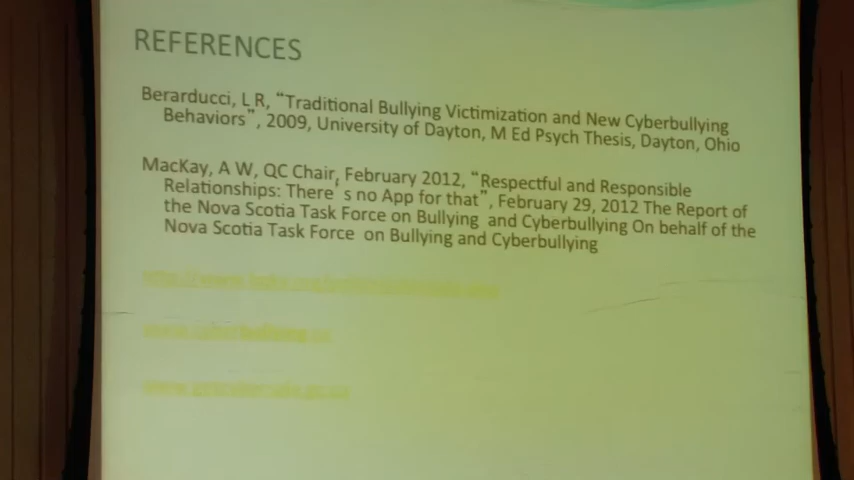 REFERENCES
Berarducci, L R, “Traditional Bullying Victimization and New Cyberbullying
Behaviors”, 2009, University of Dayton, M Ed Psych Thesis, Dayton, Ohio
MacKay, A W, QC Chair, February 2012, “Respectful and Responsible
Relationships: There’s no App for that”, February 29, 2012 The Report of
the Nova Scotia Task Force on Bullying and Cyberbullying On behalf of the
Nova Scotia Task Force on Bullying and Cyberbullying